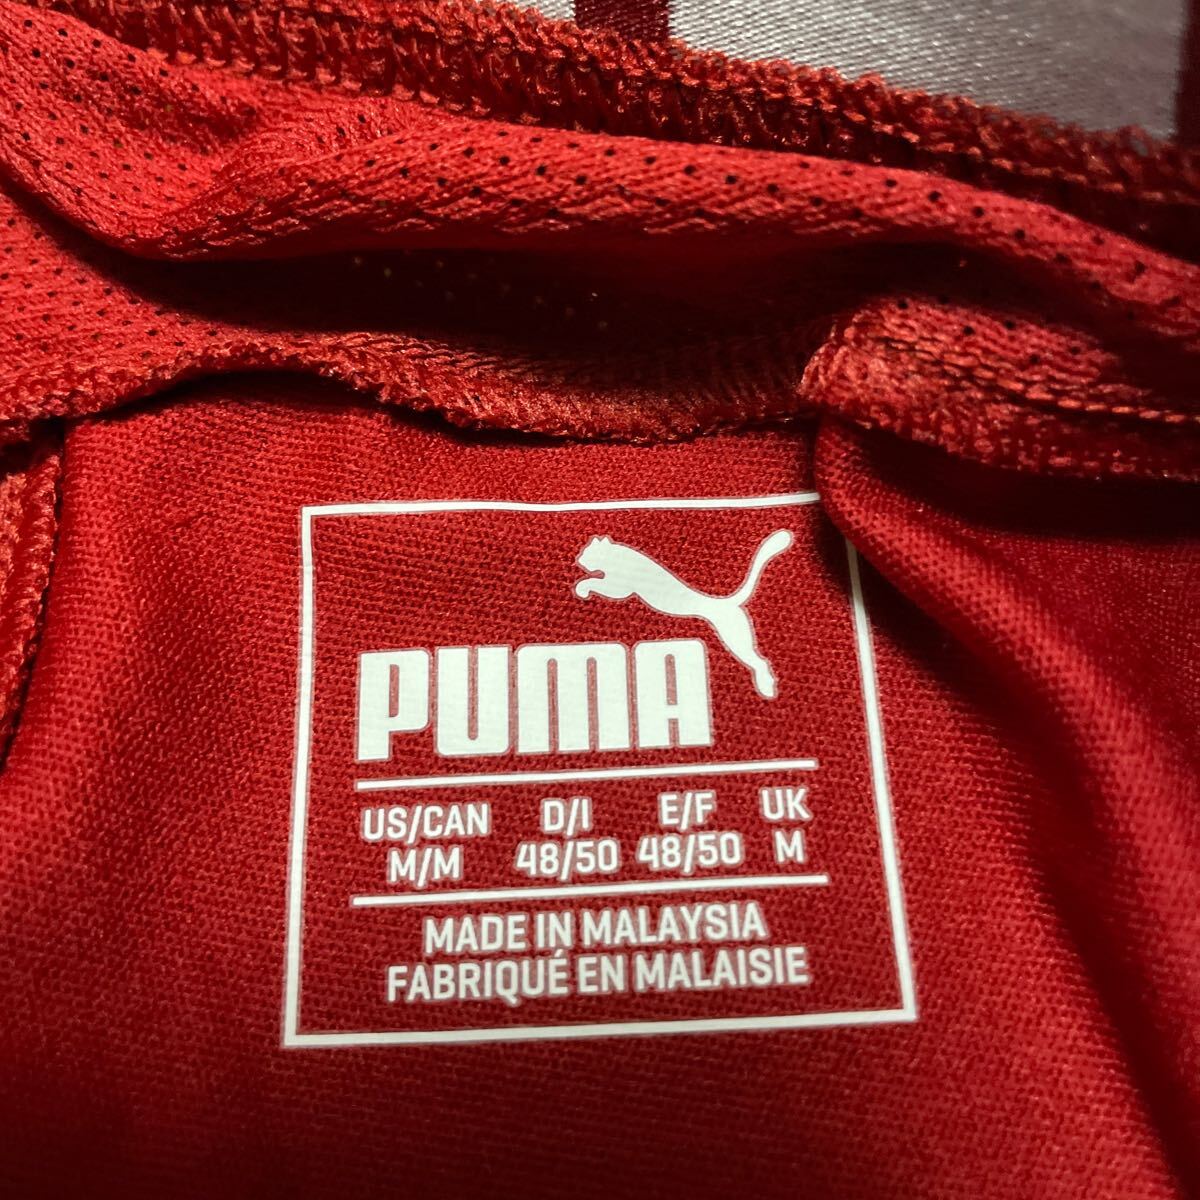 PUMA
US/CAN D/I E/F UK
M/M 48/50 48/50 M
MADE IN MALAYSIA
FABRIQUÉ EN MALAISIE